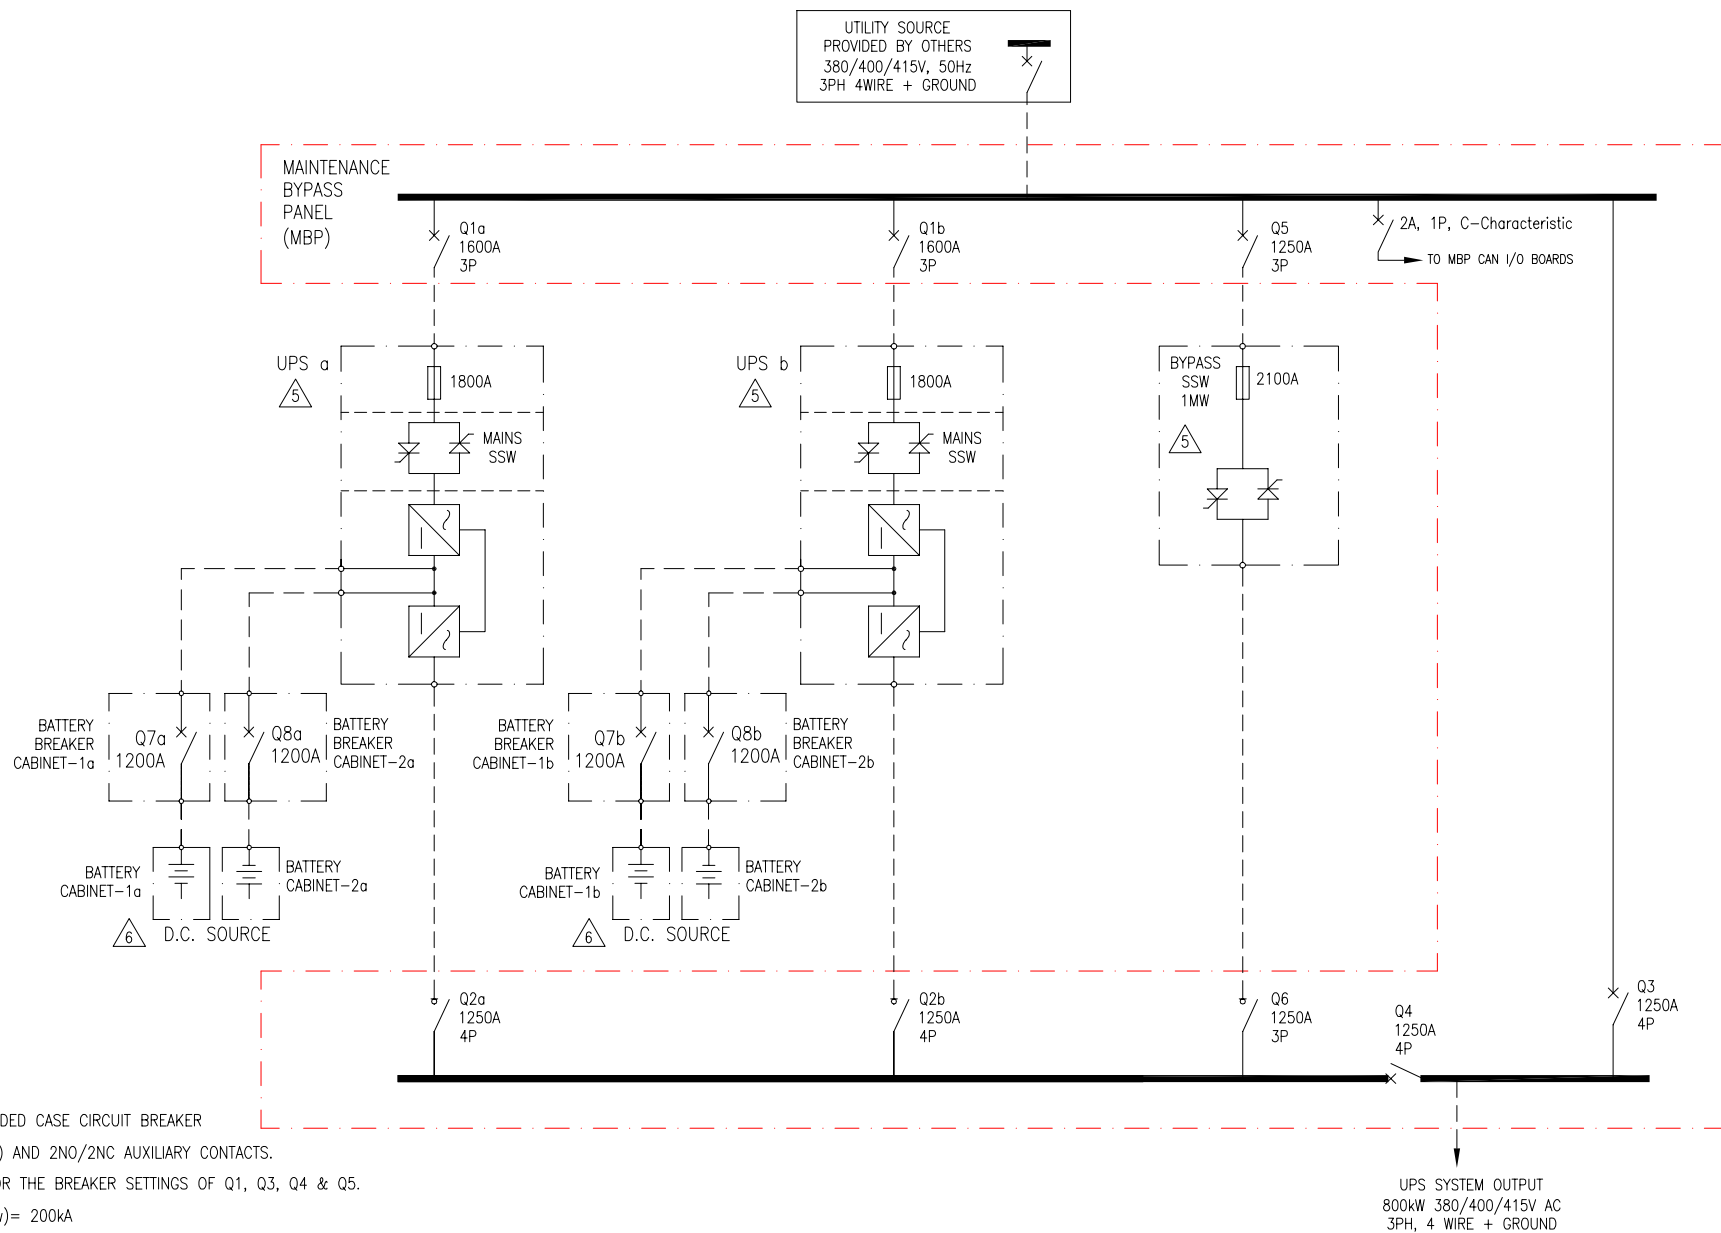 UTILITY SOURCE
PROVIDED BY OTHERS
380/400/415V, 50Hz
3PH 4WIRE + GROUND
MAINTENANCE
BYPASS
PANEL
(MBP)
Q1a
1600A
3P
Q1b
1600A
3P
Q5
1250A
3P
2A, 1P, C-Characteristic
TO MBP CAN I/O BOARDS
UPS a
5
1800A
MAINS
SSW
UPS b
5
1800A
MAINS
SSW
BYPASS
SSW
1MW
5
2100A
BATTERY
BREAKER
CABINET-1a
Q7a
1200A
Q8a
1200A
BATTERY
BREAKER
CABINET-2a
BATTERY
BREAKER
CABINET-1b
Q7b
1200A
Q8b
1200A
BATTERY
BREAKER
CABINET-2b
BATTERY
CABINET-1a
BATTERY
CABINET-2a
6
D.C. SOURCE
BATTERY
CABINET-1b
BATTERY
CABINET-2b
6
D.C. SOURCE
Q2a
1250A
4P
Q2b
1250A
4P
Q6
1250A
3P
Q4
1250A
4P
Q3
1250A
4P
DED CASE CIRCUIT BREAKER
) AND 2NO/2NC AUXILIARY CONTACTS.
OR THE BREAKER SETTINGS OF Q1, Q3, Q4 & Q5.
)= 200kA
UPS SYSTEM OUTPUT
800kW 380/400/415V AC
3PH, 4 WIRE + GROUND